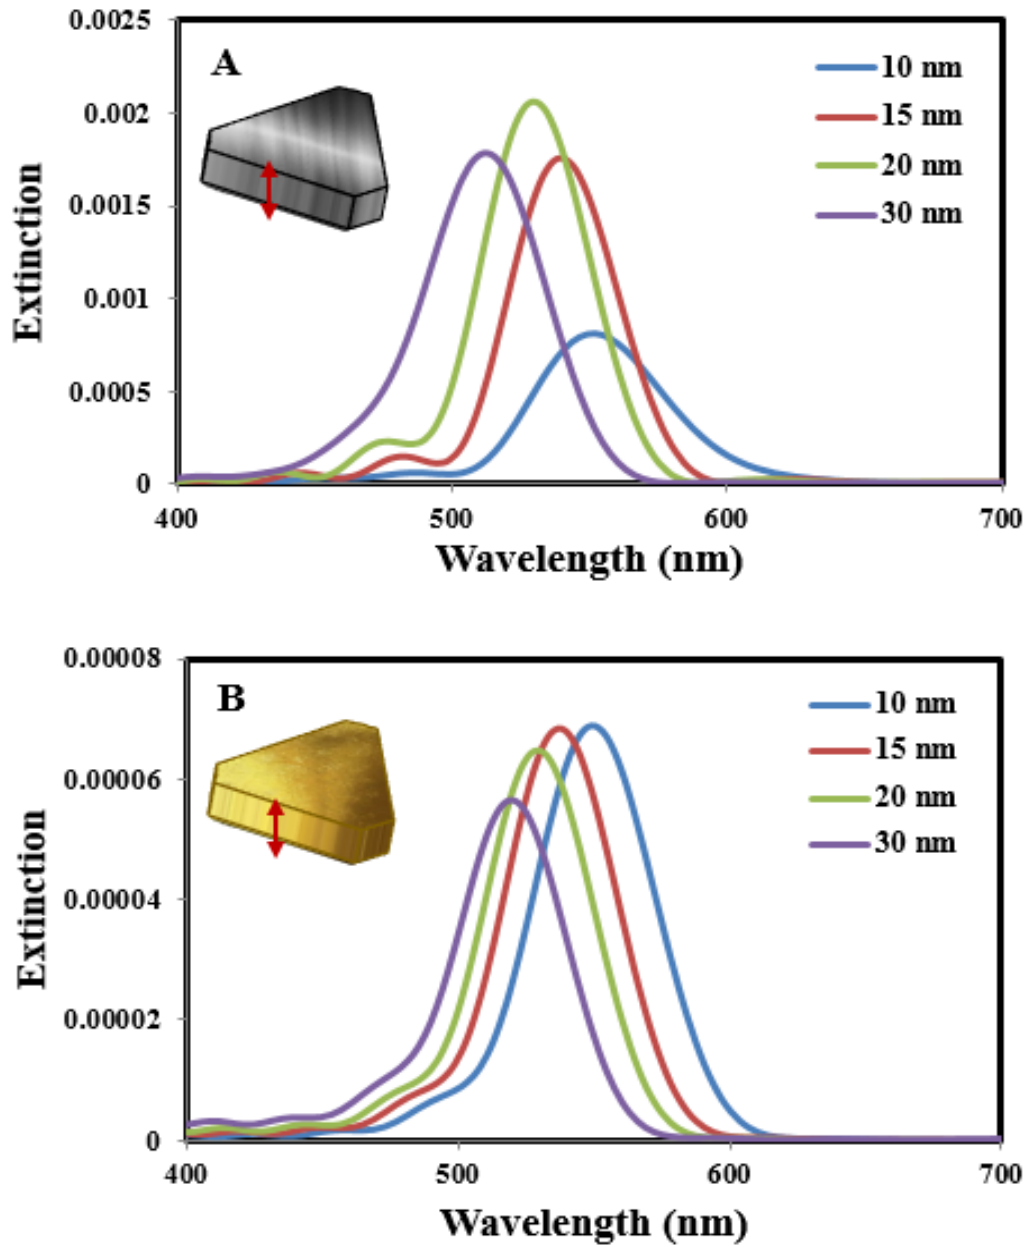 0.0025
A
10 nm
0.002
15 nm
20 nm
0.0015
30 nm
Extinction
0.001
0.0005
0
400
500
600
700
Wavelength (nm)
0.00008
B
10 nm
15 nm
0.00006
20 nm
30 nm
Extinction
0.00004
0.00002
0
400
500
600
700
Wavelength (nm)